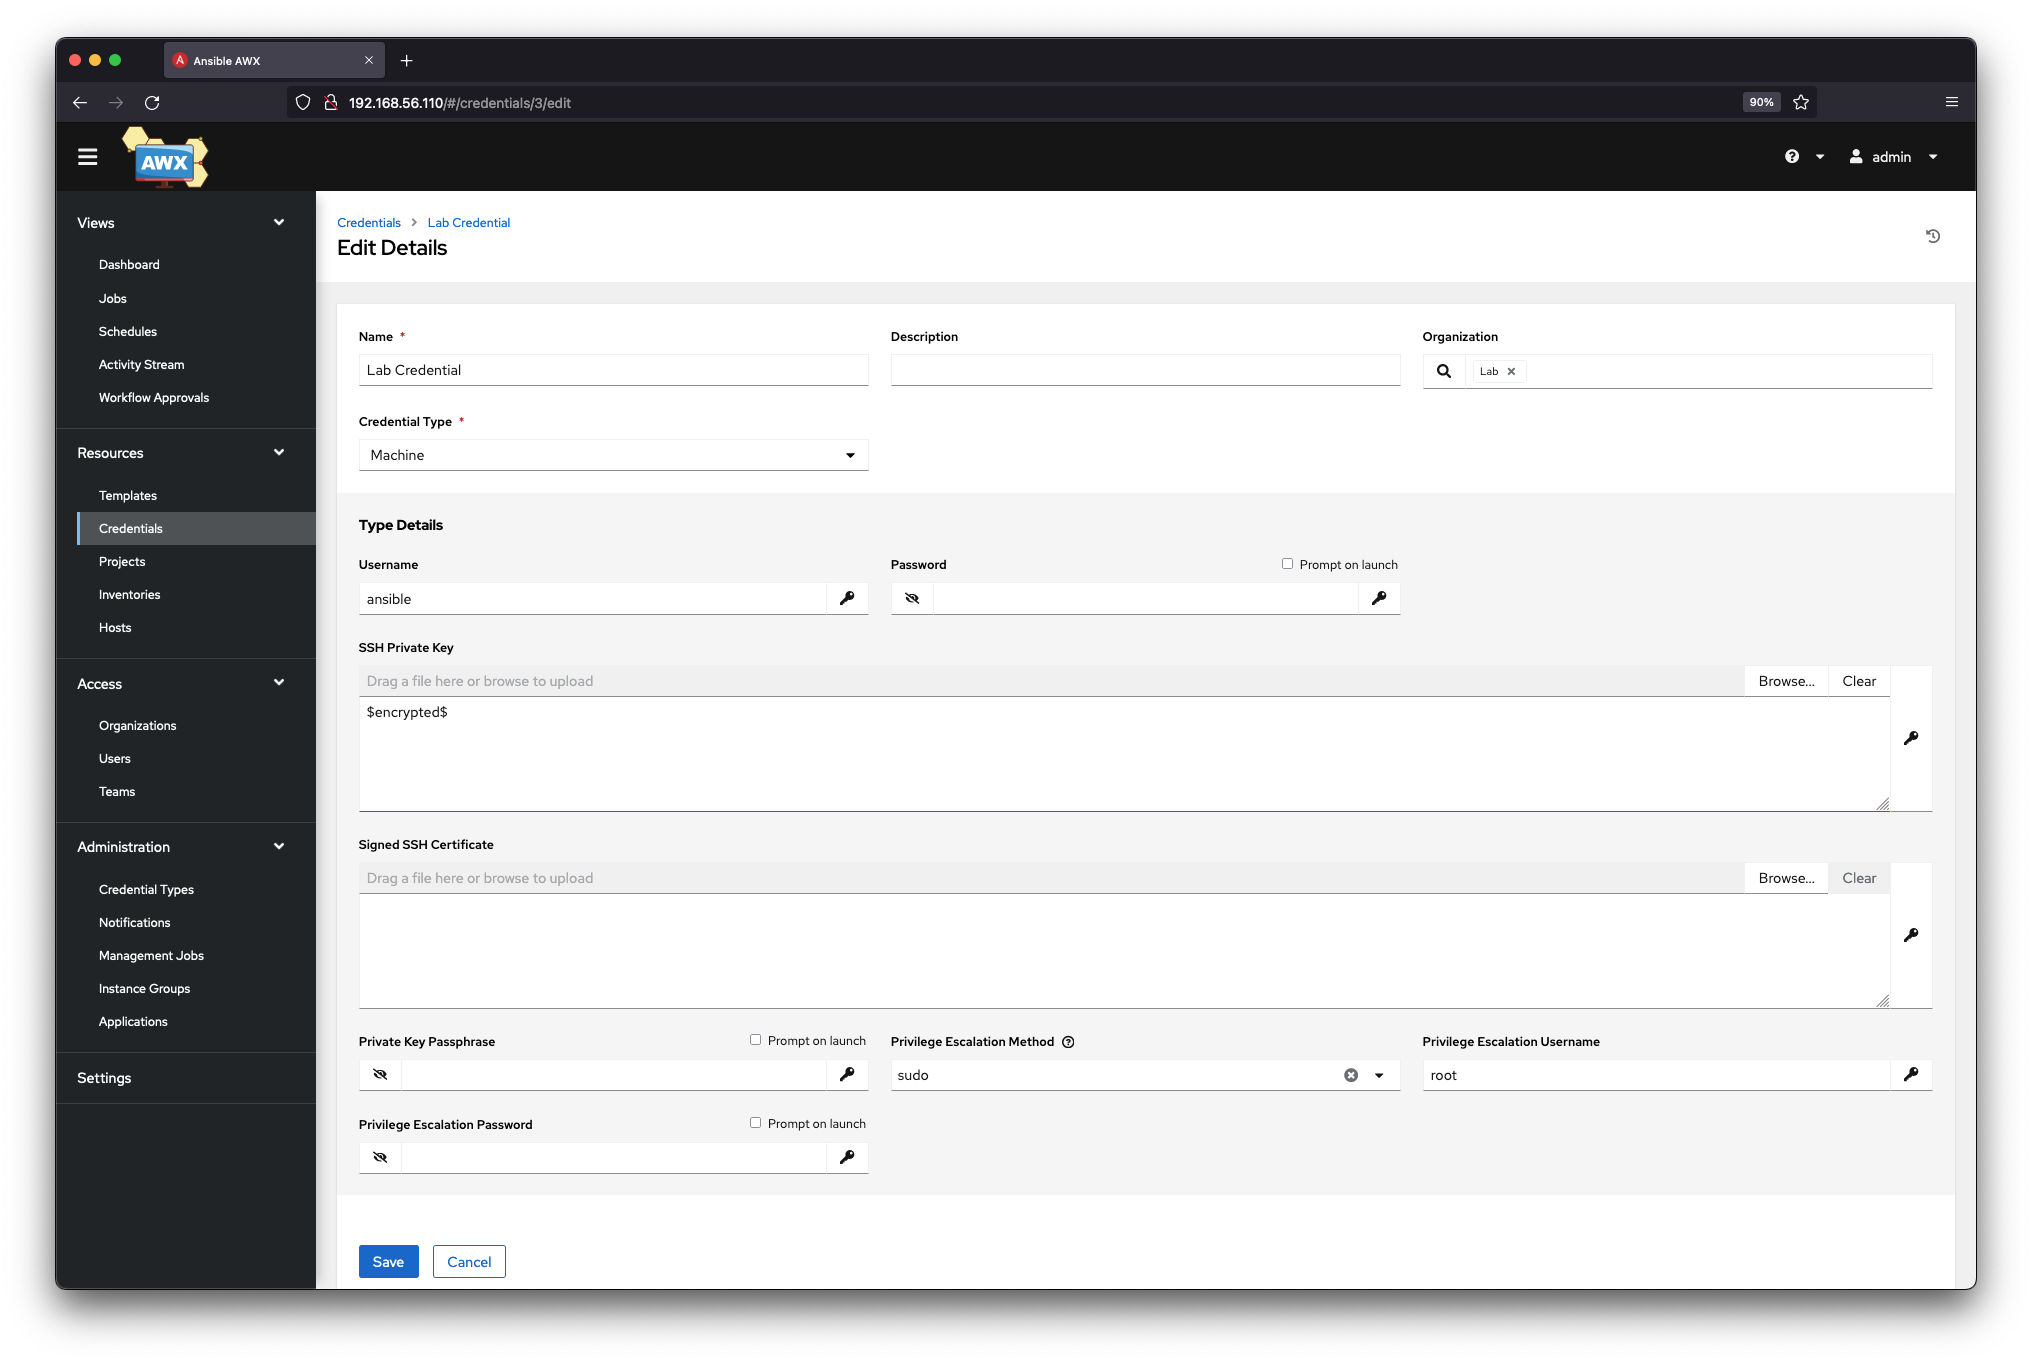 Ansible AWX
192.168.56.110/#/credentials/3/edit
90%
AWX
admin
Views
Dashboard
Jobs
Schedules
Activity Stream
Workflow Approvals
Resources
Templates
Credentials
Projects
Inventories
Hosts
Access
Organizations
Users
Teams
Administration
Credential Types
Notifications
Management Jobs
Instance Groups
Applications
Settings
Credentials > Lab Credential
Edit Details
Name * Description Organization
Lab Credential Lab
Credential Type *
Machine
Type Details
Username Password Prompt on launch
ansible
SSH Private Key
Drag a file here or browse to upload Browse... Clear
$encrypted$
Signed SSH Certificate
Drag a file here or browse to upload Browse... Clear
Private Key Passphrase Prompt on launch Privilege Escalation Method Privilege Escalation Username
sudo root
Privilege Escalation Password Prompt on launch
Save Cancel